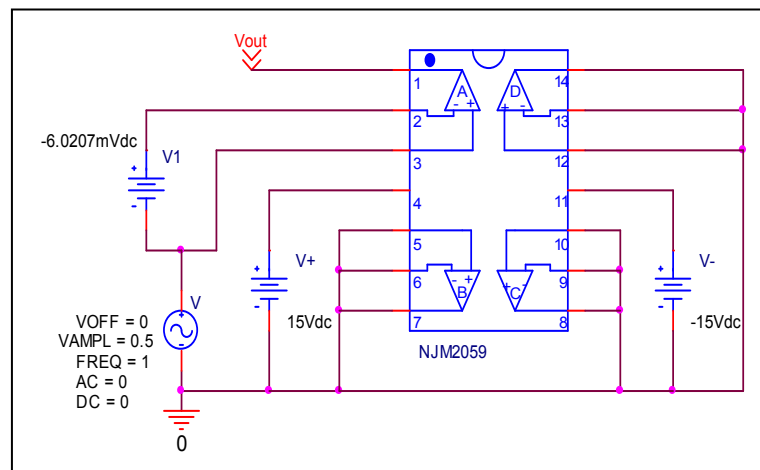 Vout
1
14
A
D
- +
+ -
2
13
-6.0207mVdc
V1
+
-
3
12
4
11
5
10
V+
+
-
V-
+
-
6
9
- +
B
+ -
C
15Vdc
-15Vdc
7
8
V
+
-
VOFF = 0
VAMPL = 0.5
FREQ = 1
AC = 0
DC = 0
NJM2059
0